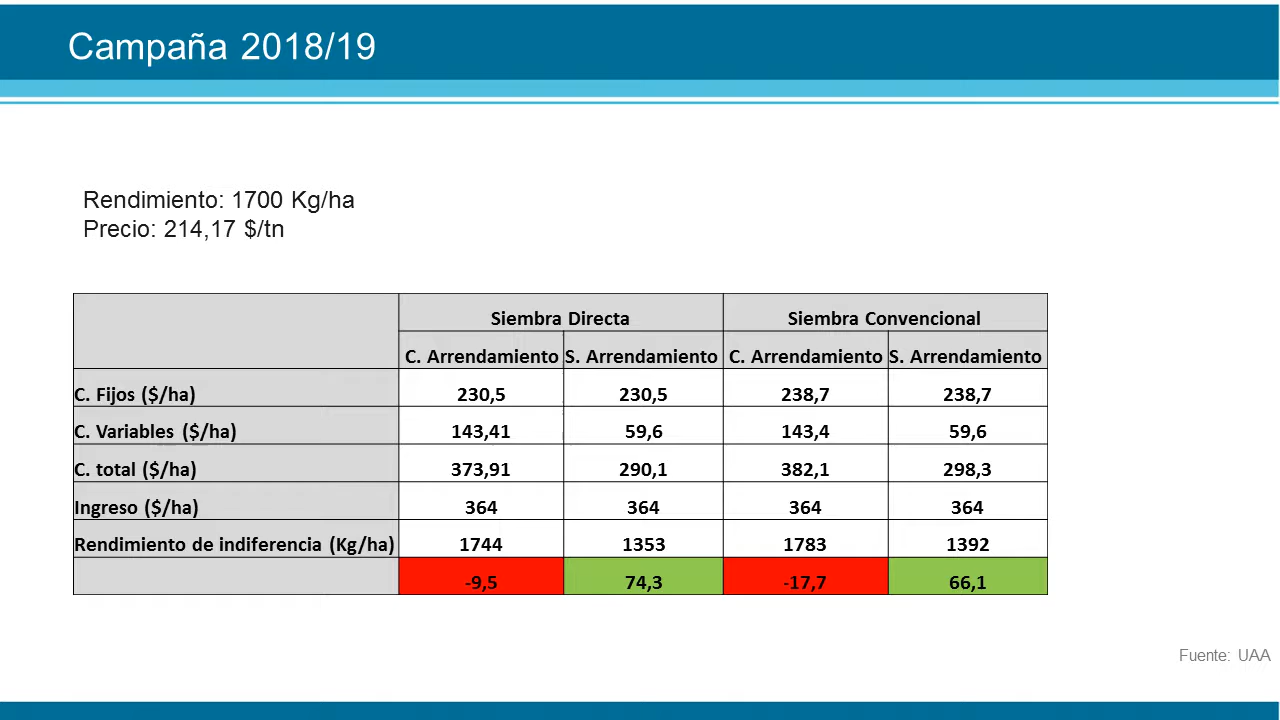 Campaña 2018/19
Rendimiento: 1700 Kg/ha
Precio: 214,17 $/tn
Siembra Directa Siembra Convencional
C. Arrendamiento S. Arrendamiento C. Arrendamiento S. Arrendamiento
C. Fijos ($/ha) 230,5 230,5 238,7 238,7
C. Variables ($/ha) 143,41 59,6 143,4 59,6
C. total ($/ha) 373,91 290,1 382,1 298,3
Ingreso ($/ha) 364 364 364 364
Rendimiento de indiferencia (Kg/ha) 1744 1353 1783 1392
-9,5 74,3 -17,7 66,1
Fuente: UAA